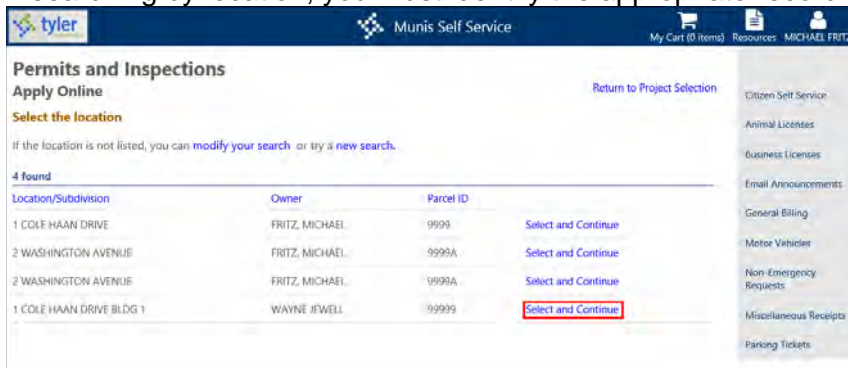 tyler
Munis Self Service
My Cart (0 items) Resources MICHAEL FRITZ
Permits and Inspections
Apply Online
Return to Project Selection
Select the location
If the location is not listed, you can modify your search or try a new search.
4 found
Location/Subdivision Owner Parcel ID
1 COLE HAAN DRIVE FRITZ, MICHAEL 9999 Select and Continue
2 WASHINGTON AVENUE FRITZ, MICHAEL 9999A Select and Continue
2 WASHINGTON AVENUE FRITZ, MICHAEL 9999A Select and Continue
1 COLE HAAN DRIVE BLDG 1 WAYNE JEWELL 99999 Select and Continue
Citizen Self Service
Animal Licenses
Business Licenses
Email Announcements
General Billing
Motor Vehicles
Non-Emergency
Requests
Miscellaneous Receipts
Parking Tickets